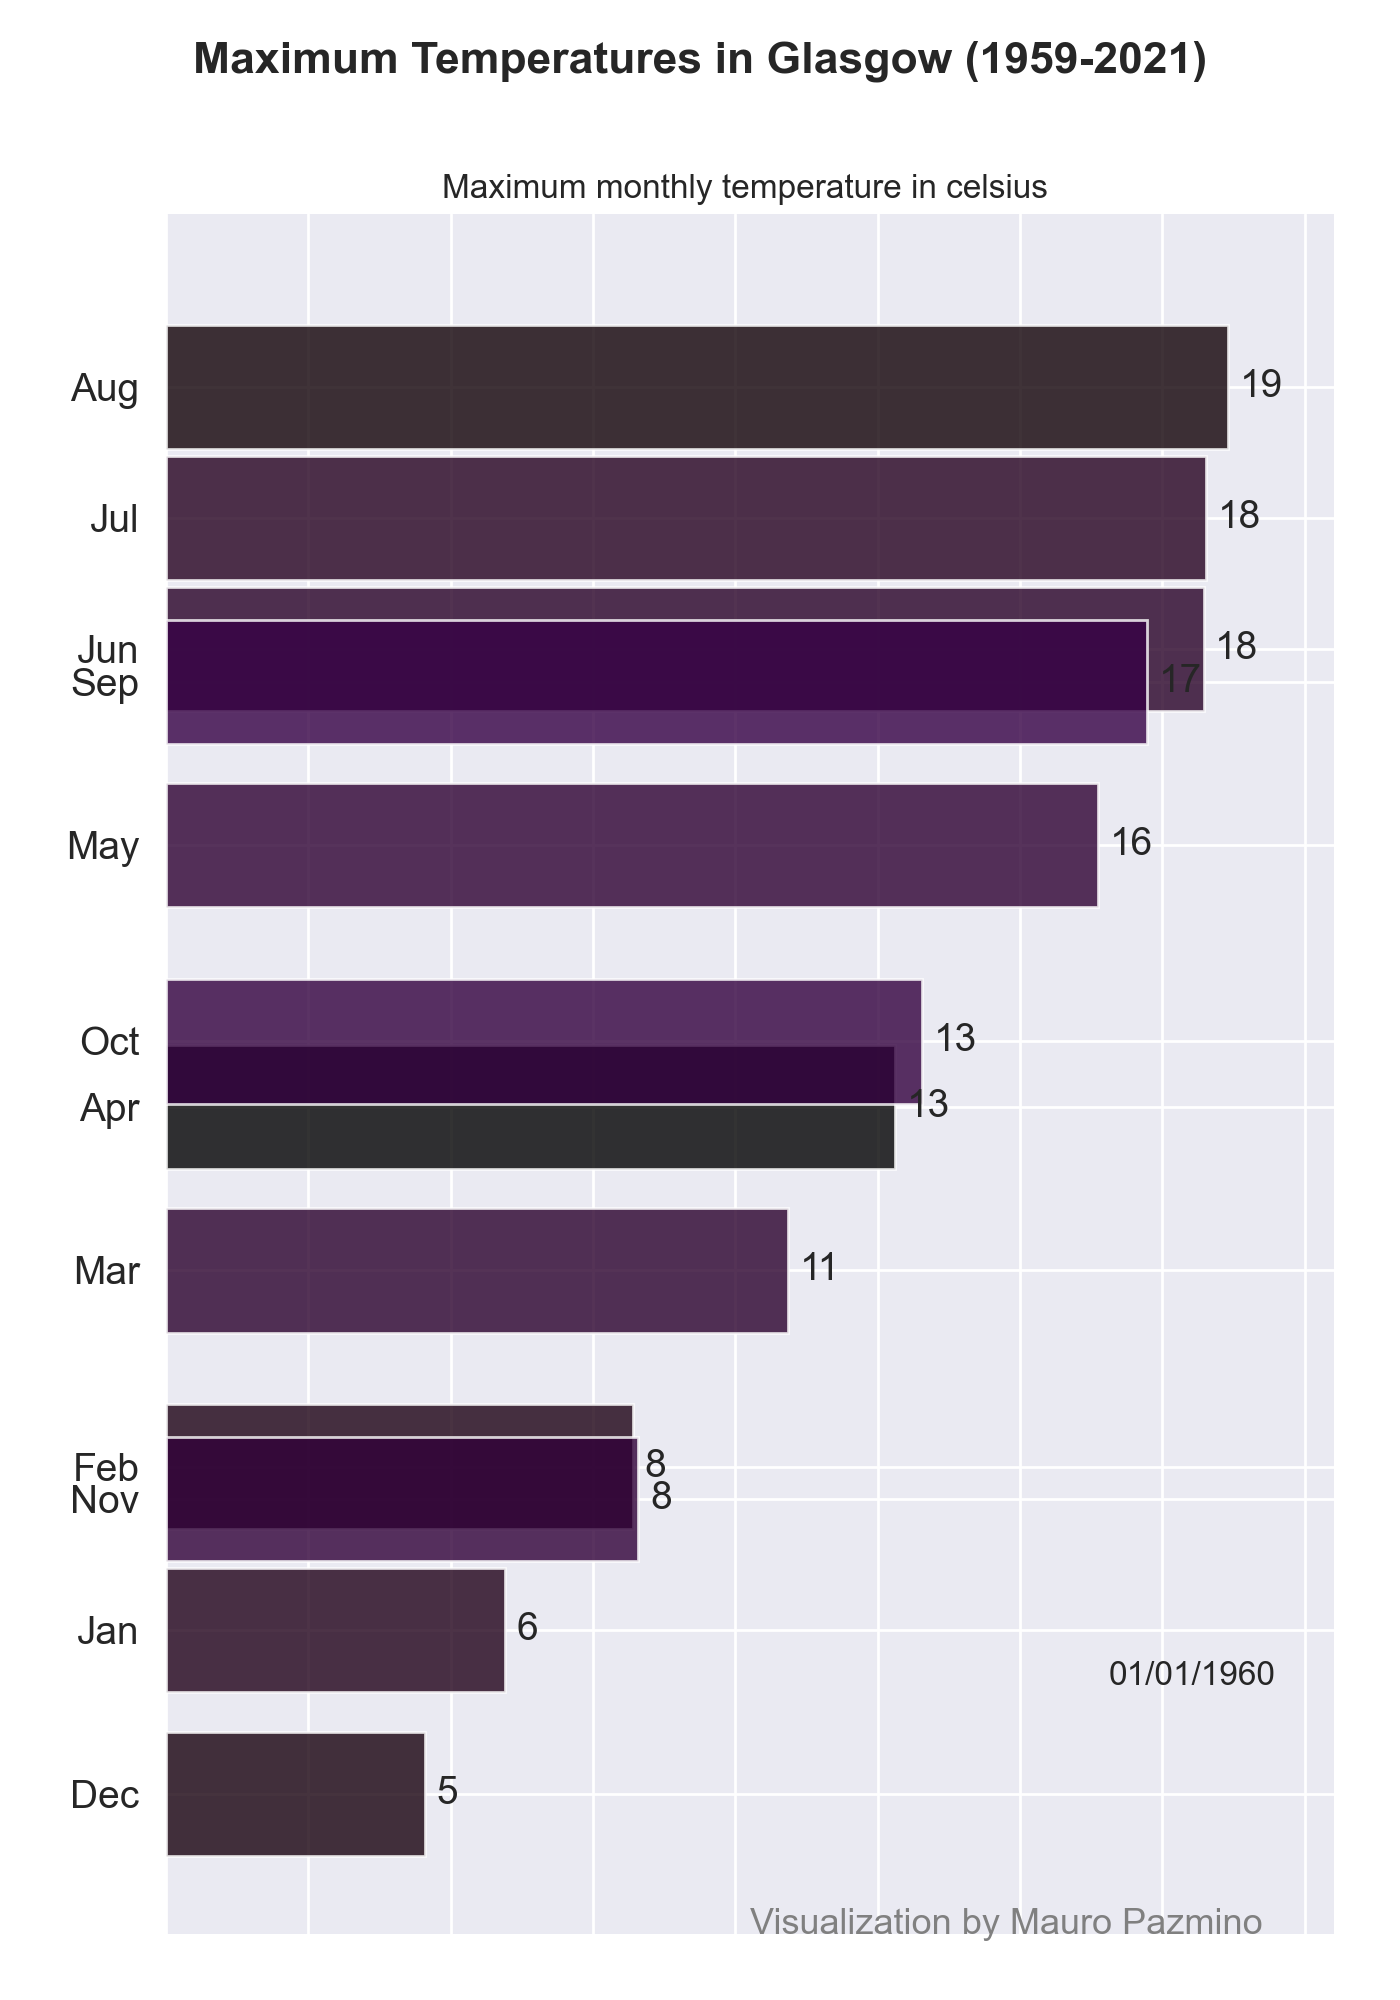 Maximum Temperatures in Glasgow (1959-2021)
Maximum monthly temperature in celsius
Aug 19
Jul 18
Jun 18
Sep 17
May 16
Oct 13
Apr 13
Mar 11
Feb 8
Nov 8
Jan 6
01/01/1960
Dec 5
Visualization by Mauro Pazmino